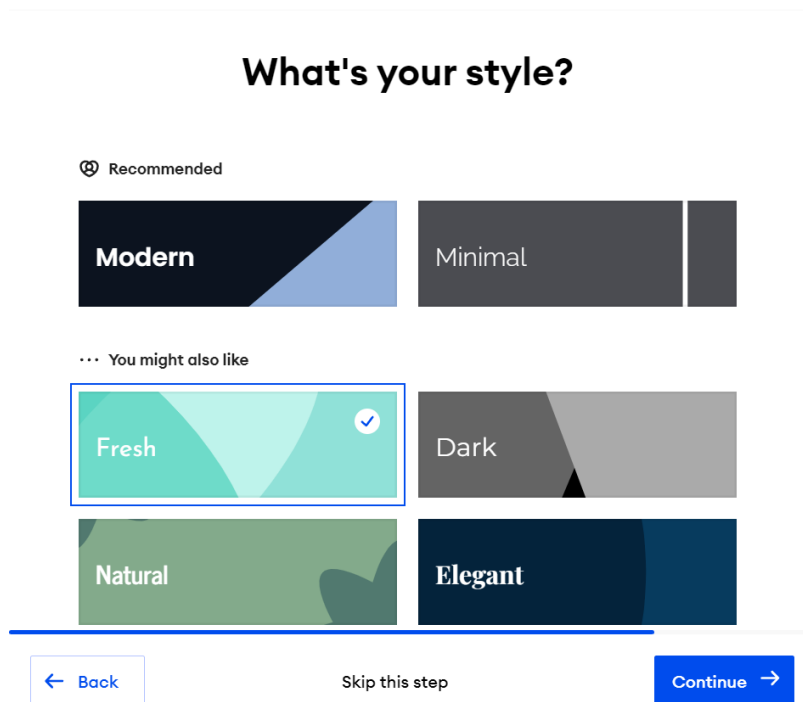 What's your style?
Recommended
Modern
Minimal
You might also like
Fresh
Dark
Natural
Elegant
Back
Skip this step
Continue